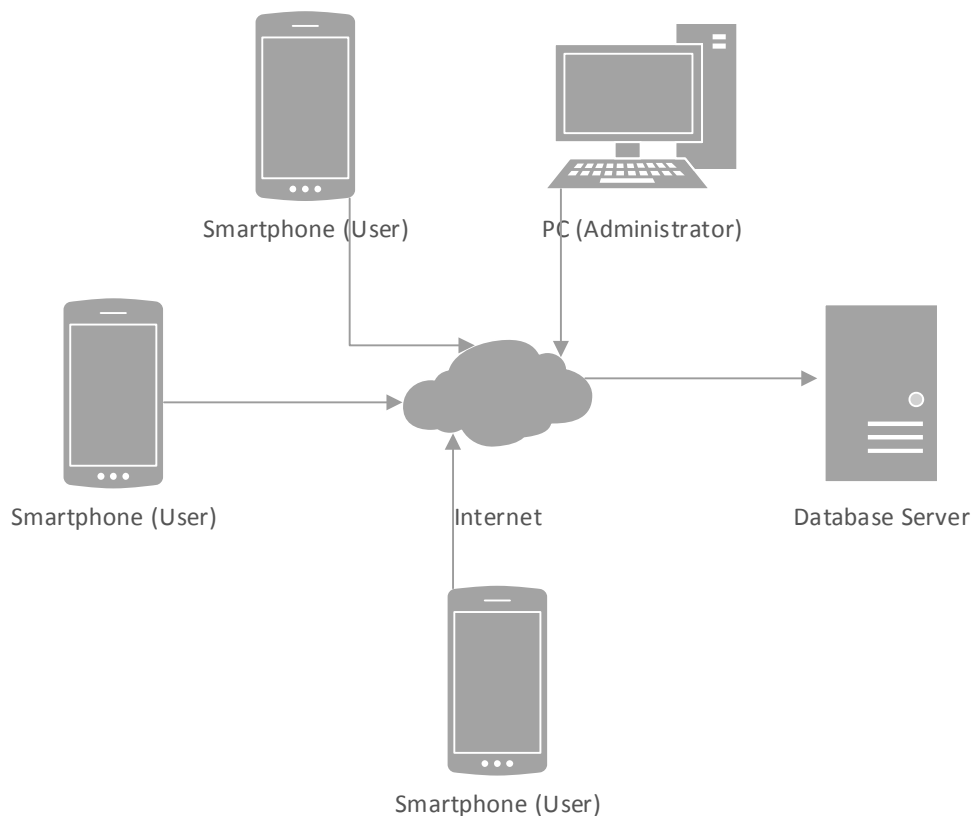 Smartphone (User)
PC (Administrator)
Smartphone (User)
Internet
Database Server
Smartphone (User)